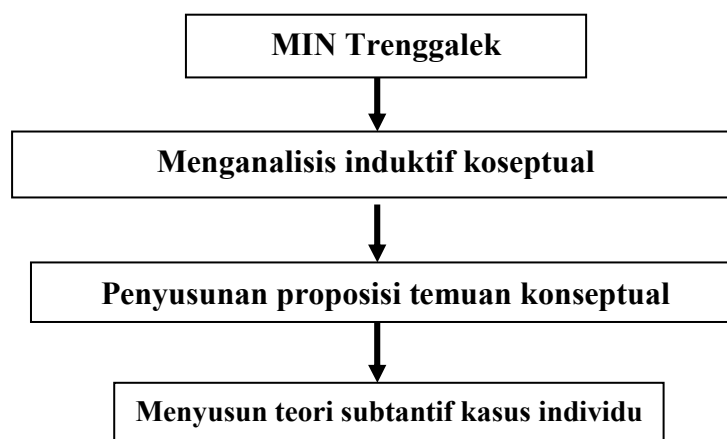 MIN Trenggalek
Menganalisis induktif koseptual
Penyusunan proposisi temuan konseptual
Menyusun teori subtantif kasus individu